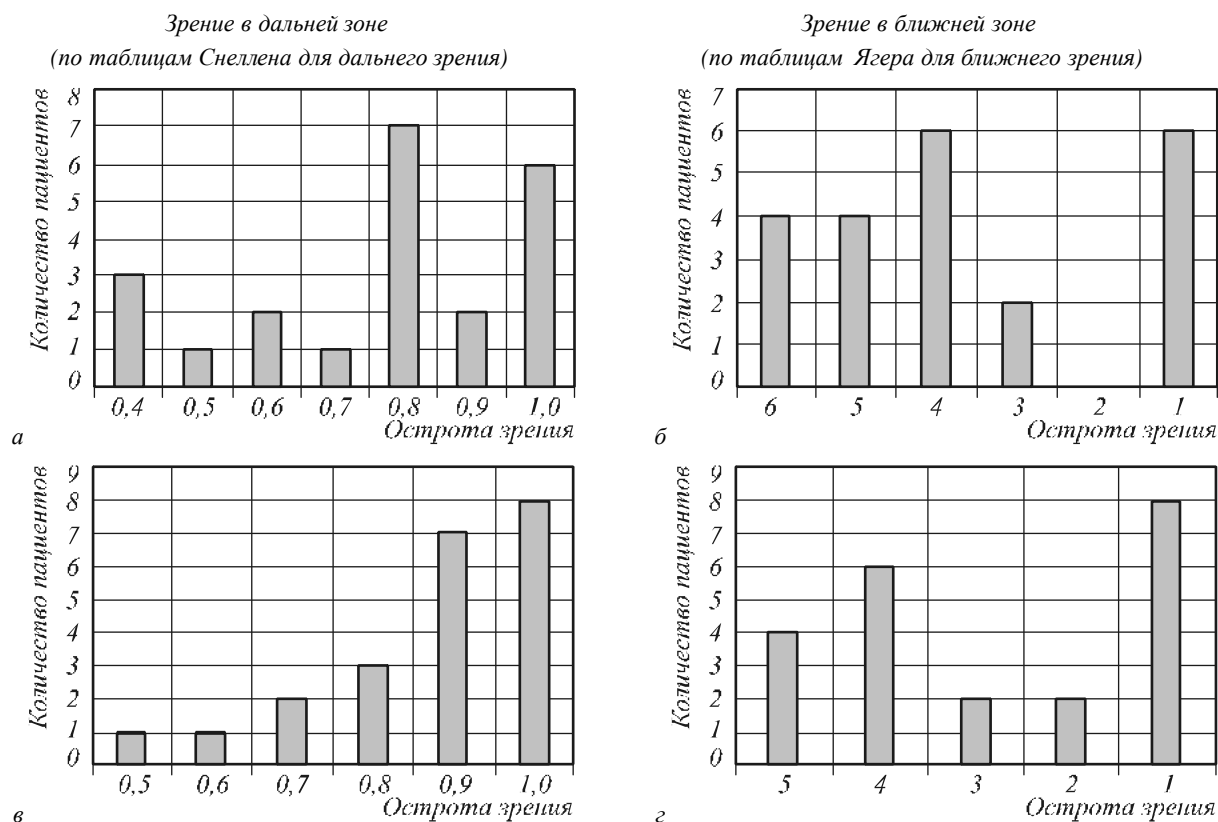 Зрение в дальней зоне
(по таблицам Снеллена для дальнего зрения)
Количество пациентов
8
7
6
5
4
3
2
1
0
0,4 0,5 0,6 0,7 0,8 0,9 1,0
Острота зрения
а
Зрение в ближней зоне
(по таблицам Ягера для ближнего зрения)
Количество пациентов
7
6
5
4
3
2
1
0
6 5 4 3 2 1
Острота зрения
б
Количество пациентов
9
8
7
6
5
4
3
2
1
0
0,5 0,6 0,7 0,8 0,9 1,0
Острота зрения
в
Количество пациентов
9
8
7
6
5
4
3
2
1
0
5 4 3 2 1
Острота зрения
г